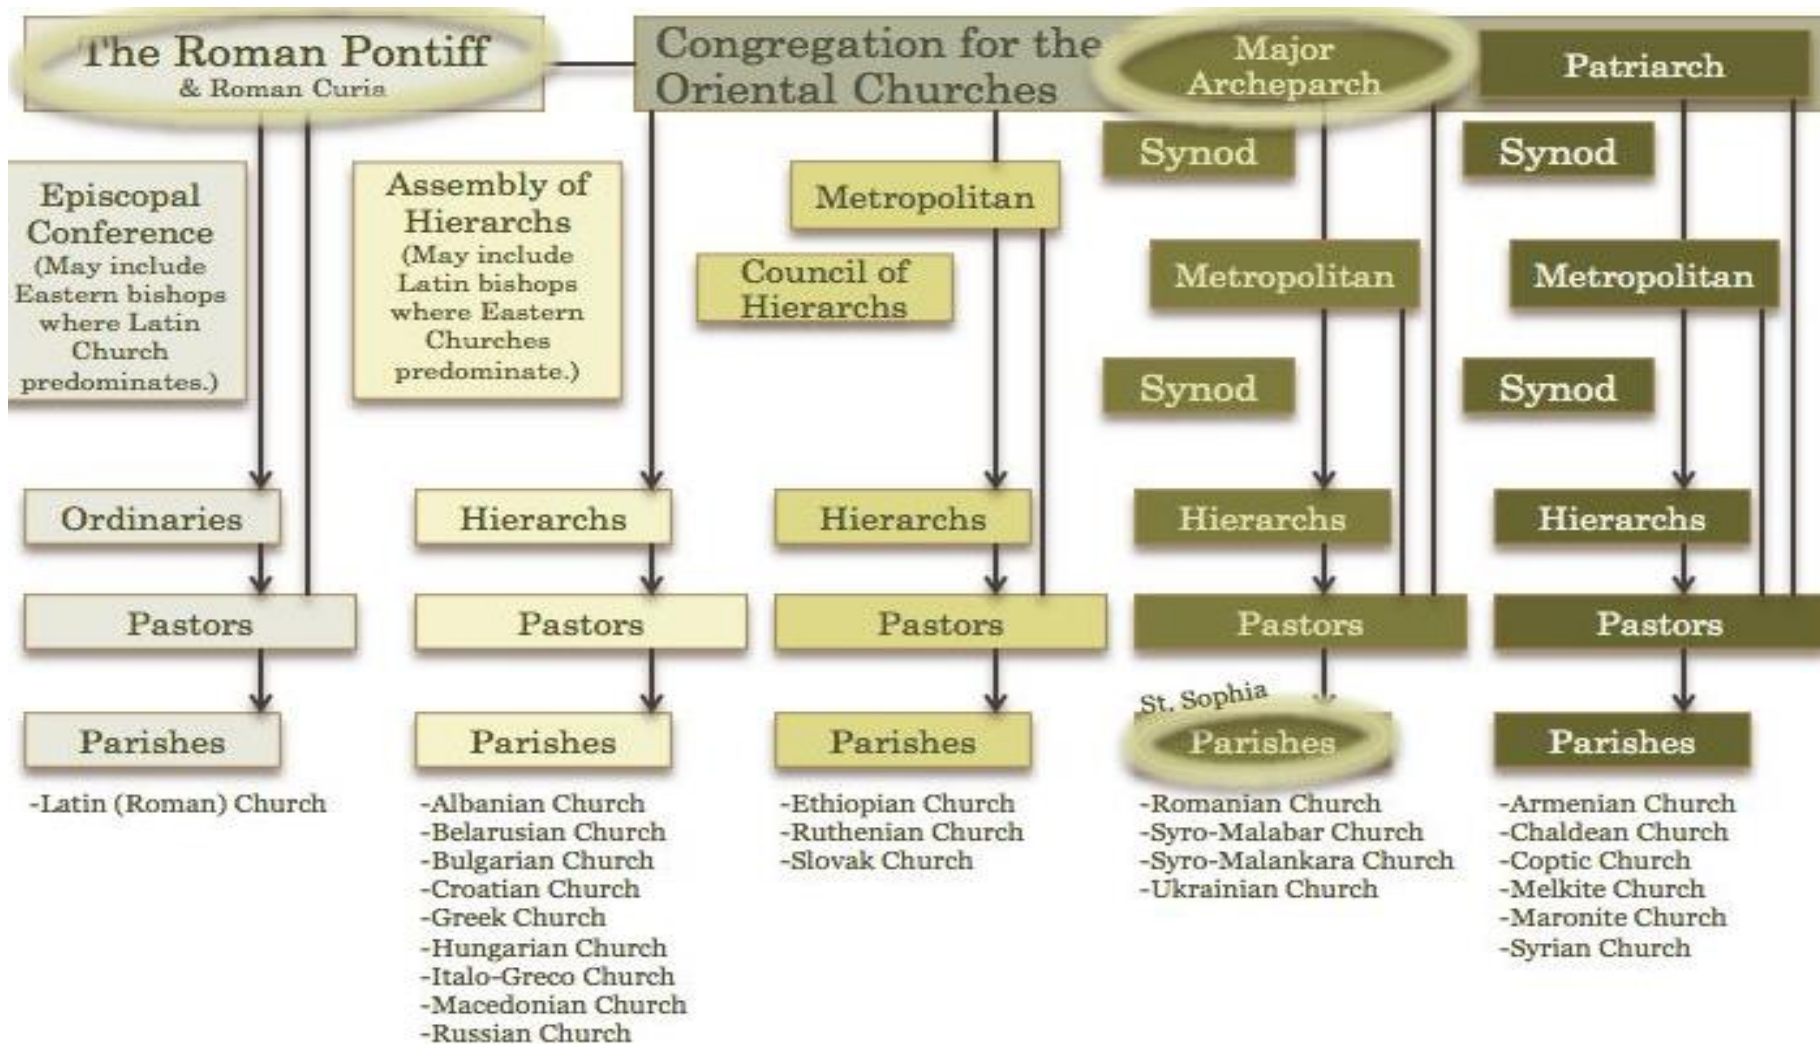 The Roman Pontiff
& Roman Curia
Congregation for the
Oriental Churches
Major
Archeparch
Patriarch
Episcopal
Conference
(May include
Eastern bishops
where Latin
Church
predominates.)
Assembly of
Hierarchs
(May include
Latin bishops
where Eastern
Churches
predominate.)
Metropolitan
Council of
Hierarchs
Synod
Metropolitan
Synod
Synod
Metropolitan
Synod
Ordinaries
Hierarchs
Hierarchs
Hierarchs
Hierarchs
Pastors
Pastors
Pastors
Pastors
Pastors
St. Sophia
Parishes
Parishes
Parishes
Parishes
Parishes
-Latin (Roman) Church
-Albanian Church
-Belarusian Church
-Bulgarian Church
-Croatian Church
-Greek Church
-Hungarian Church
-Italo-Greco Church
-Macedonian Church
-Russian Church
-Ethiopian Church
-Ruthenian Church
-Slovak Church
-Romanian Church
-Syro-Malabar Church
-Syro-Malankara Church
-Ukrainian Church
-Armenian Church
-Chaldean Church
-Coptic Church
-Melkite Church
-Maronite Church
-Syrian Church